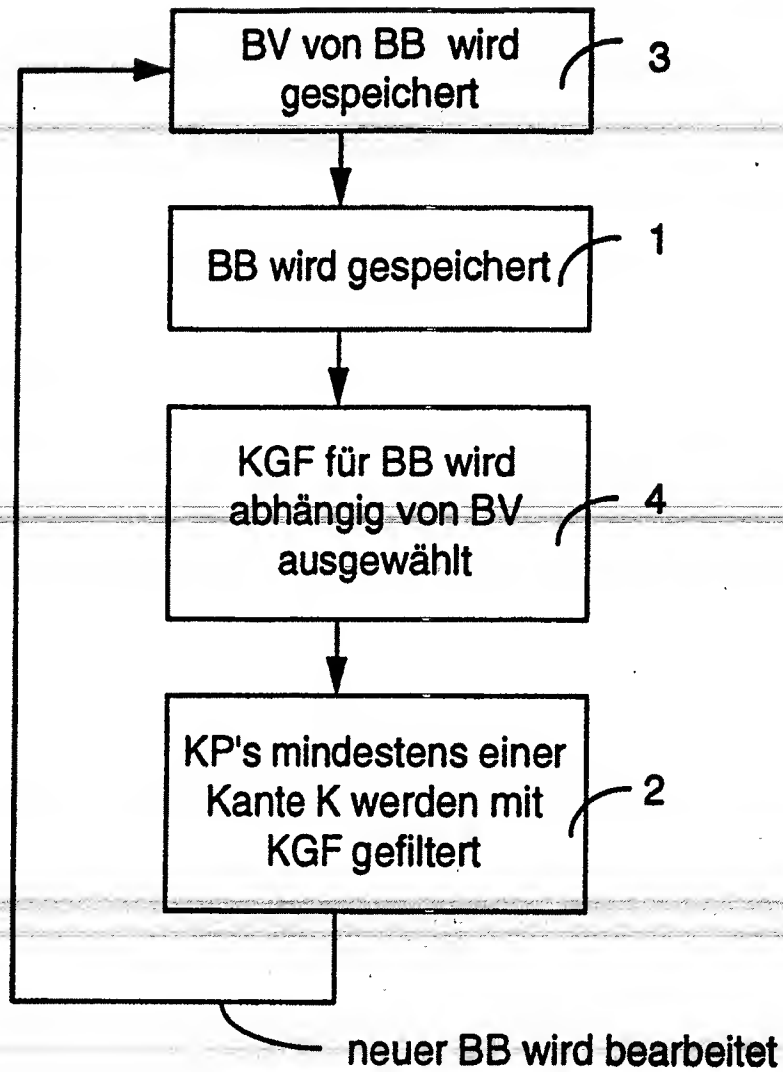 BV von BB wird
gespeichert
3
BB wird gespeichert
1
KGF für BB wird
abhängig von BV
ausgewählt
4
KP's mindestens einer
Kante K werden mit
KGF gefiltert
2
neuer BB wird bearbeitet